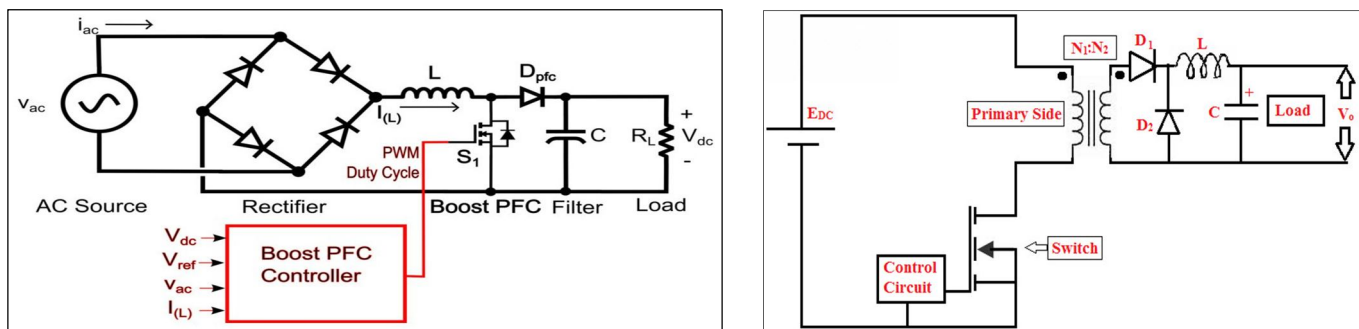 i_ac
v_ac
L
I_(L)
D_pfc
S_1
C
R_L
+
V_dc
-
PWM
Duty Cycle
AC Source
Rectifier
Boost PFC
Filter
Load
V_dc
V_ref
v_ac
I_(L)
Boost PFC
Controller
N_1:N_2
D_1
L
Primary Side
E_DC
D_2
C
+
Load
V_o
Switch
Control
Circuit